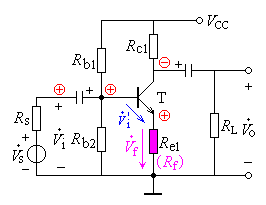 V_CC
R_b1
R_c1
T
R_s
V̇_s
V̇_i
R_b2
V̇_i'
V̇_f
R_e1
(R_f)
R_L
V̇_o